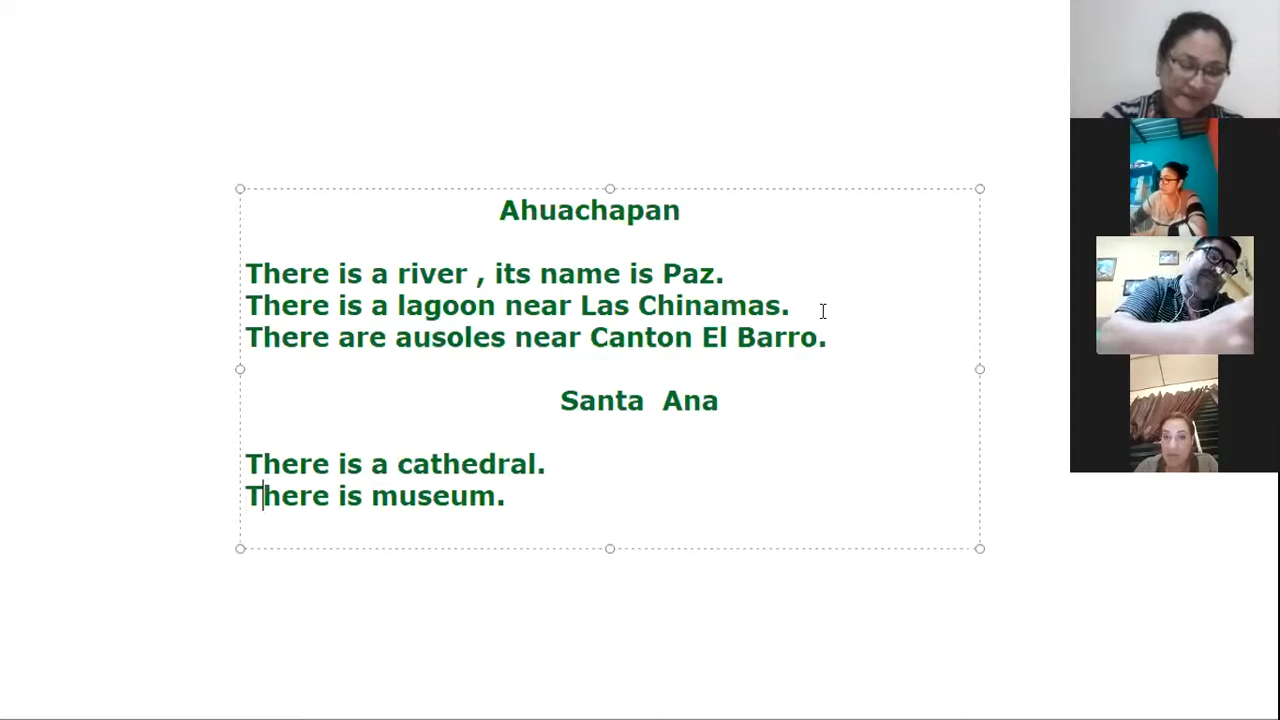 Ahuachapan
There is a river , its name is Paz.
There is a lagoon near Las Chinamas.
There are ausoles near Canton El Barro.
Santa  Ana
There is a cathedral.
There is museum.